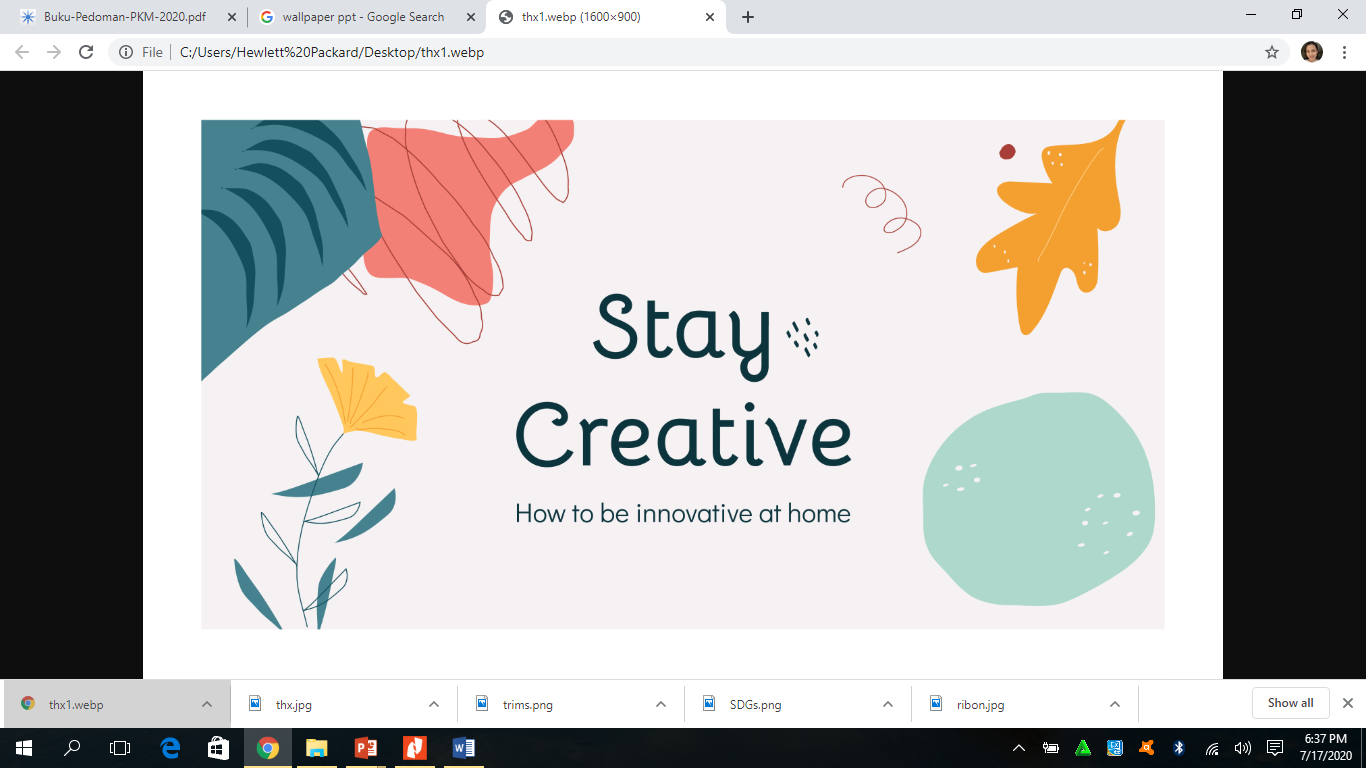 Buku-Pedoman-PKM-2020.pdf
wallpaper ppt - Google Search
thx1.webp (1600×900)
File
C:/Users/Hewlett%20Packard/Desktop/thx1.webp
Stay
Creative
How to be innovative at home
thx1.webp
thx.jpg
trims.png
SDGs.png
ribon.jpg
Show all
6:37 PM
7/17/2020